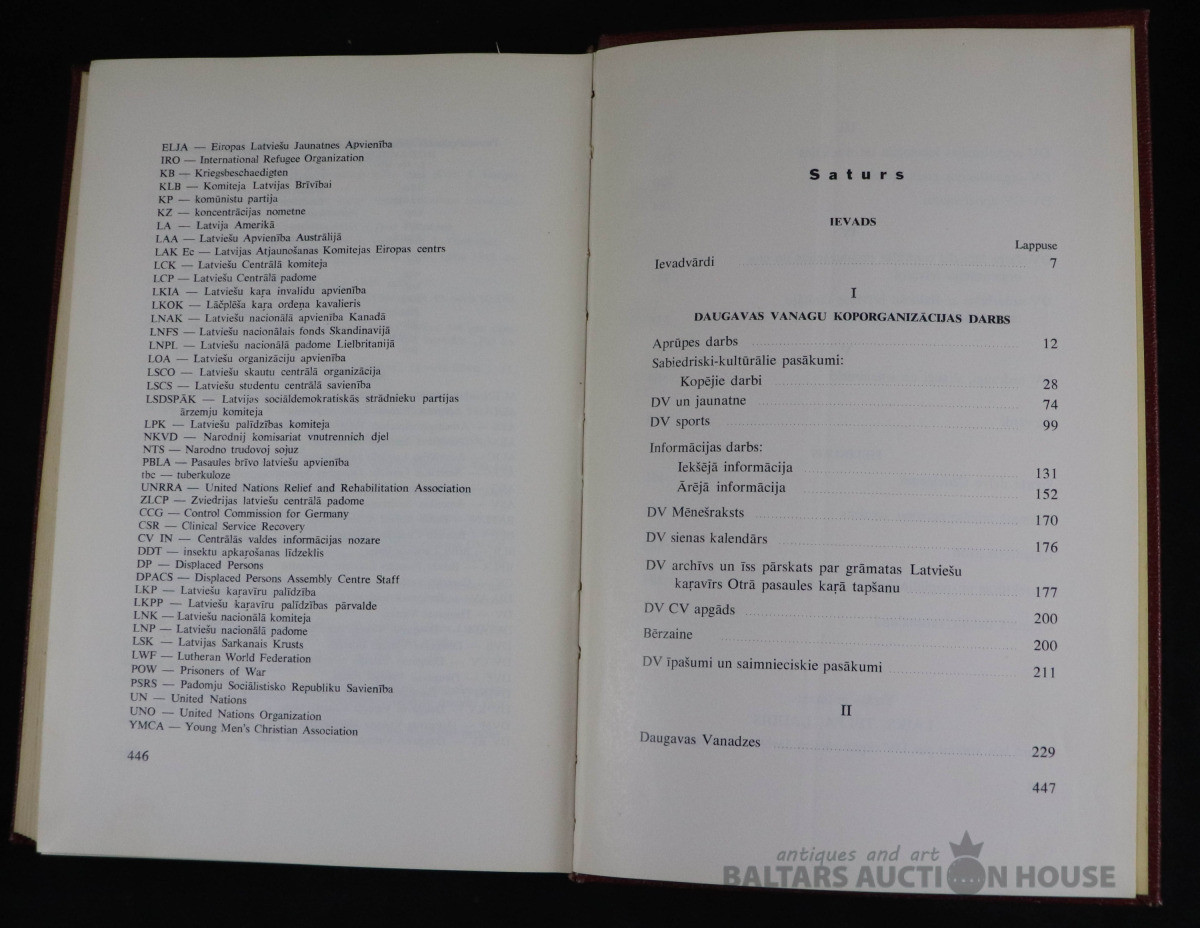 ELJA — Eiropas Latviešu Jaunatnes Apvienība
IRO — International Refugee Organization
KB — Kriegsbeschaedigten
KLB — Komiteja Latvijas Brīvībai
KP — komūnistu partija
KZ — koncentrācijas nometne
LA — Latvija Amerikā
LAA — Latviešu Apvienība Austrālijā
LAK Ec — Latvijas Atjaunošanas Komitejas Eiropas centrs
LCK — Latviešu Centrālā komiteja
LCP — Latviešu Centrālā padome
LKIA — Latviešu kaŗa invalidu apvienība
LKOK — Lāčplēša kaŗa ordeņa kavalieris
LNAK — Latviešu nacionālā apvienība Kanadā
LNFS — Latviešu nacionālais fonds Skandinavijā
LNPL — Latviešu nacionālā padome Lielbritanijā
LOA — Latviešu organizāciju apvienība
LSCO — Latviešu skautu centrālā organizācija
LSCS — Latviešu studentu centrālā savienība
LSDSPĀK — Latvijas sociāldemokratiskās strādnieku partijas
ārzemju komiteja
LPK — Latviešu palīdzības komiteja
NKVD — Narodnij komisariat vnutrennich djel
NTS — Narodno trudovoj sojuz
PBLA — Pasaules brīvo latviešu apvienība
tbc — tuberkuloze
UNRRA — United Nations Relief and Rehabilitation Association
ZLCP — Zviedrijas latviešu centrālā padome
CCG — Control Commission for Germany
CSR — Clinical Service Recovery
CV IN — Centrālās valdes informācijas nozare
DDT — insektu apkaŗošanas līdzeklis
DP — Displaced Persons
DPACS — Displaced Persons Assembly Centre Staff
LKP — Latviešu kaŗavīru palīdzība
LKPP — Latviešu kaŗavīru palīdzības pārvalde
LNK — Latviešu nacionālā komiteja
LNP — Latviešu nacionālā padome
LSK — Latvijas Sarkanais Krusts
LWF — Lutheran World Federation
POW — Prisoners of War
PSRS — Padomju Sociālistisko Republiku Savienība
UN — United Nations
UNO — United Nations Organization
YMCA — Young Men's Christian Association
446
Saturs
IEVADS
Lappuse
Ievadvārdi 7
I
DAUGAVAS VANAGU KOPORGANIZĀCIJAS DARBS
Aprūpes darbs 12
Sabiedriski-kultūrālie pasākumi:
Kopējie darbi 28
DV un jaunatne 74
DV sports 99
Informācijas darbs:
Iekšējā informācija 131
Ārējā informācija 152
DV Mēnešraksts 170
DV sienas kalendārs 176
DV archīvs un īss pārskats par grāmatas Latviešu
kaŗavīrs Otrā pasaules kaŗā tapšanu 177
DV CV apgāds 200
Bērzaine 200
DV īpašumi un saimnieciskie pasākumi 211
II
Daugavas Vanadzes 229
447
antiques and art
BALTARS AUCTION HOUSE